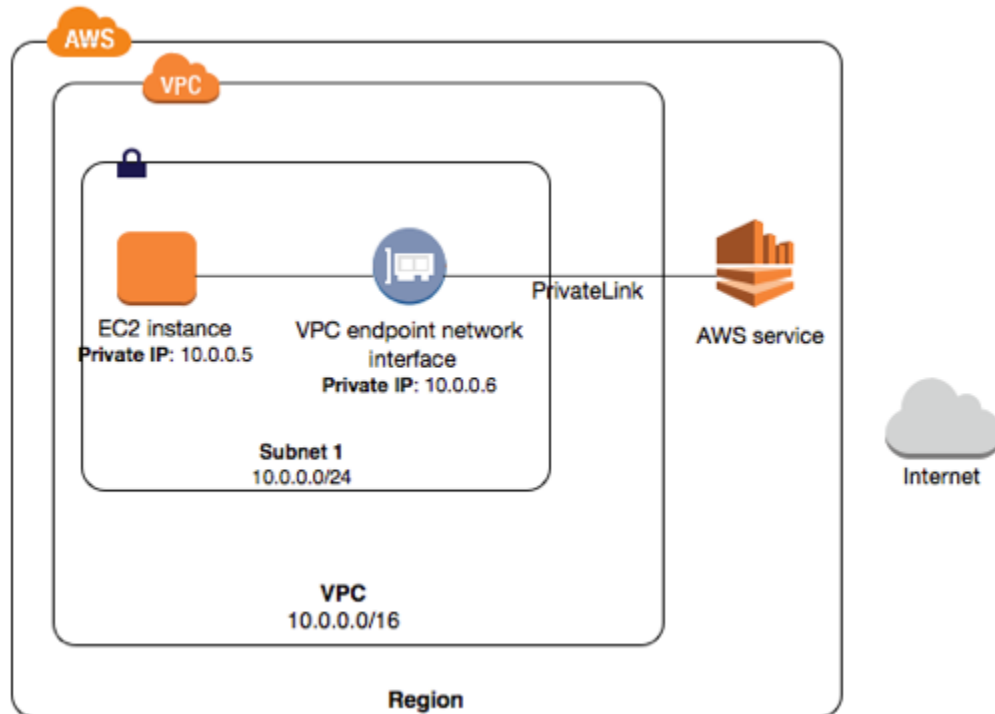 AWS
VPC
EC2 instance
Private IP: 10.0.0.5
VPC endpoint network
interface
Private IP: 10.0.0.6
PrivateLink
AWS service
Subnet 1
10.0.0.0/24
Internet
VPC
10.0.0.0/16
Region